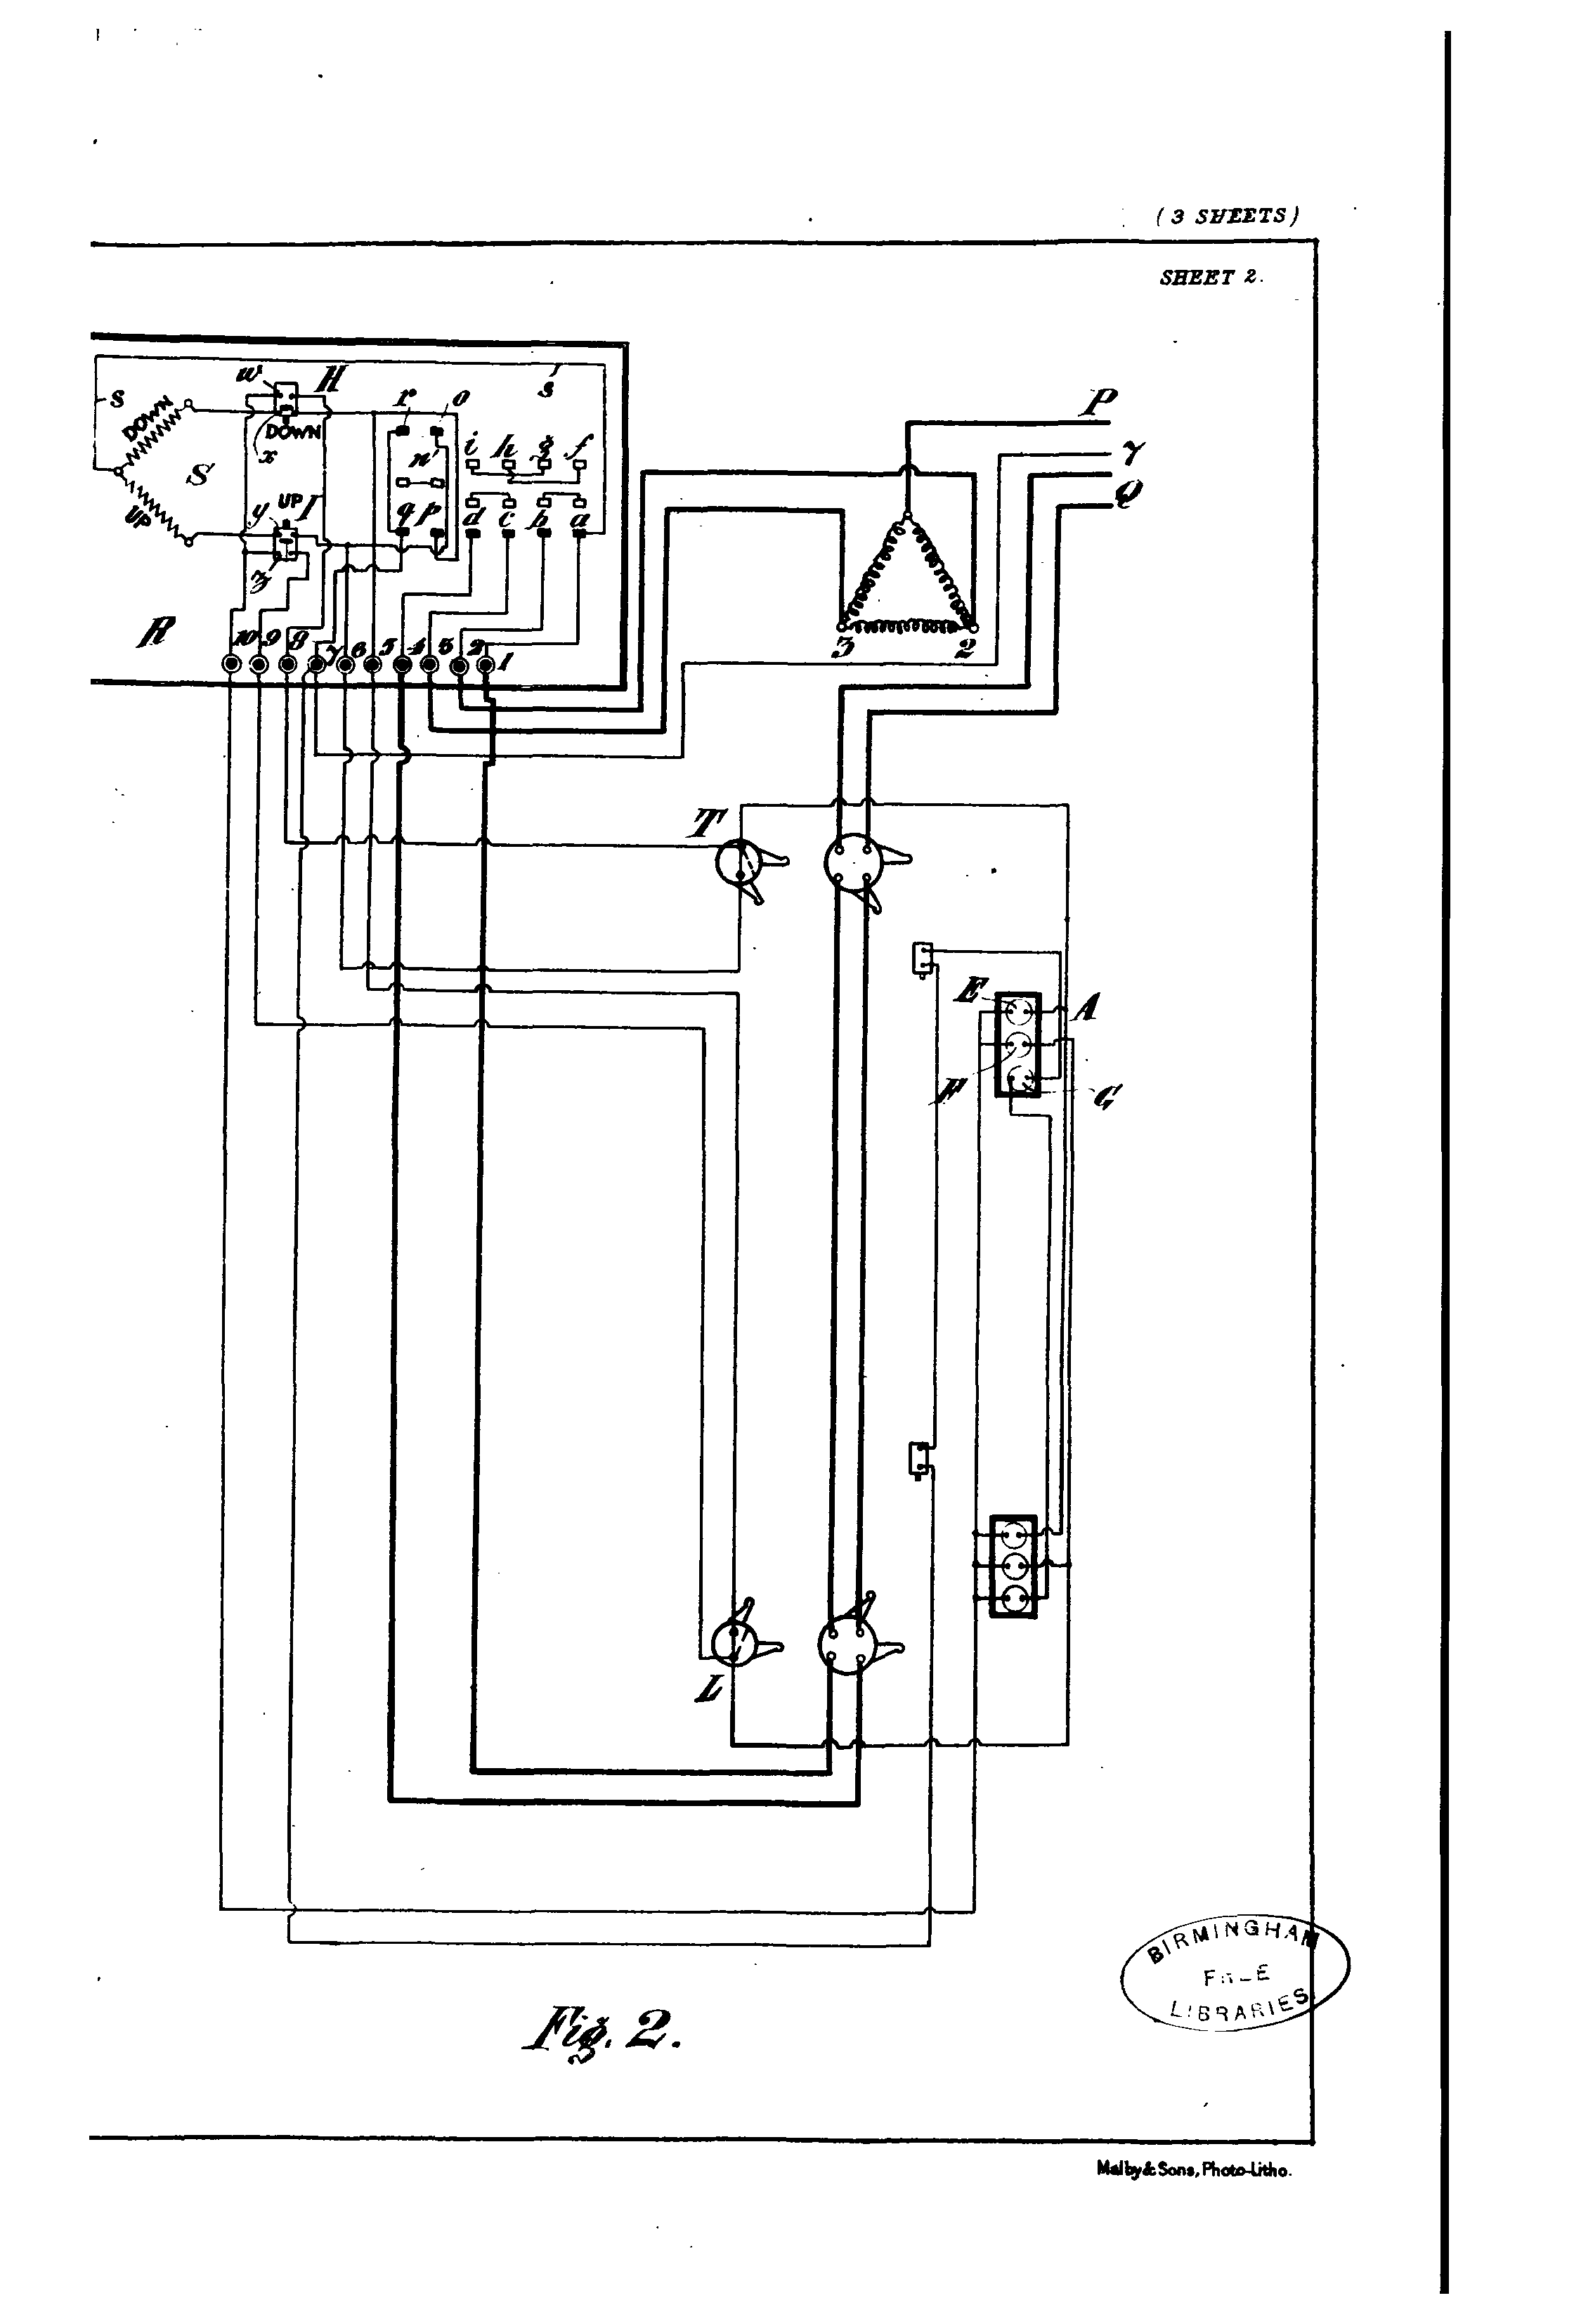 (3 SHEETS)
SHEET 2.
w H
s
DOWN
DOWN
x
S
UP
UP
y I
z
r o
n
q p
s
i h g f
d c b a
R
10 9 8 7 6 5 4 3 2 1
P
γ
Q
3 2
T
E A
F G
L
BIRMINGHAM
FREE
LIBRARIES
Fig. 2.
Malby & Sons, Photo-Litho.